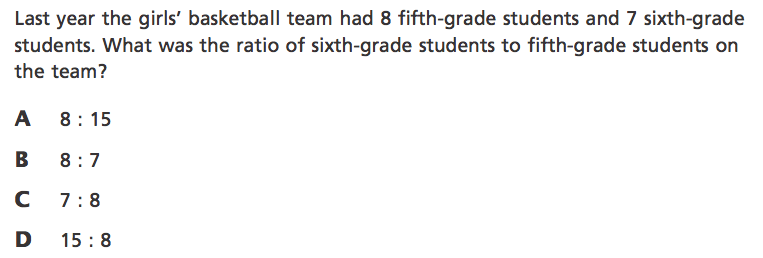 Last year the girls’ basketball team had 8 fifth-grade students and 7 sixth-grade
students. What was the ratio of sixth-grade students to fifth-grade students on
the team?
A 8 : 15
B 8 : 7
C 7 : 8
D 15 : 8